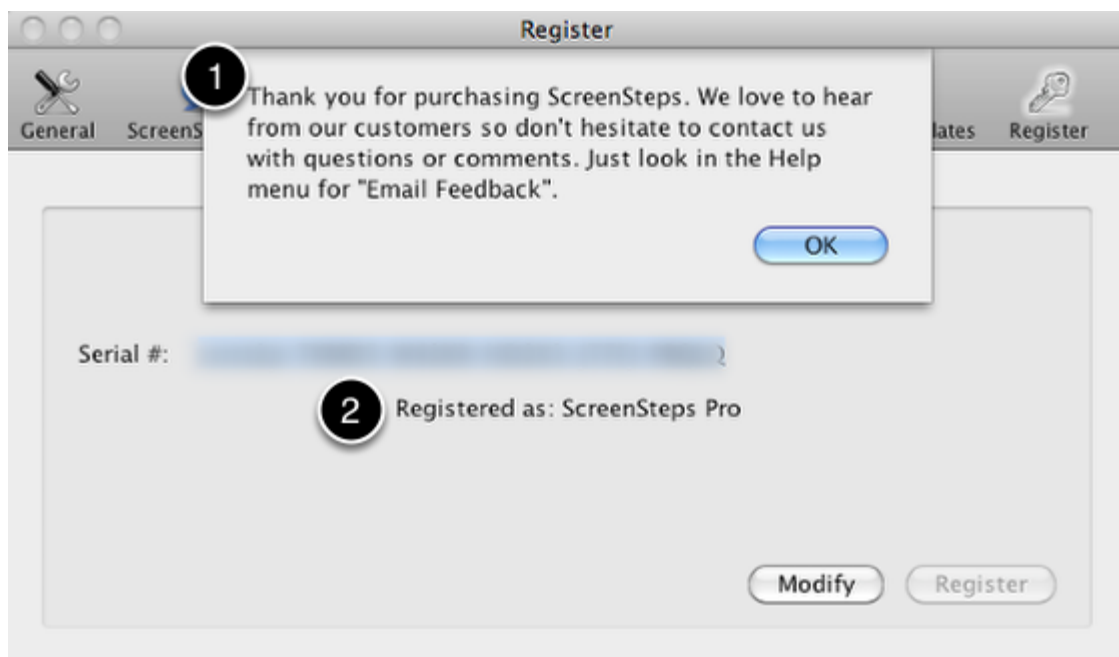 Register
1
Thank you for purchasing ScreenSteps. We love to hear
from our customers so don't hesitate to contact us
with questions or comments. Just look in the Help
menu for "Email Feedback".
OK
General
Register
Serial #:
2
Registered as: ScreenSteps Pro
Modify
Register